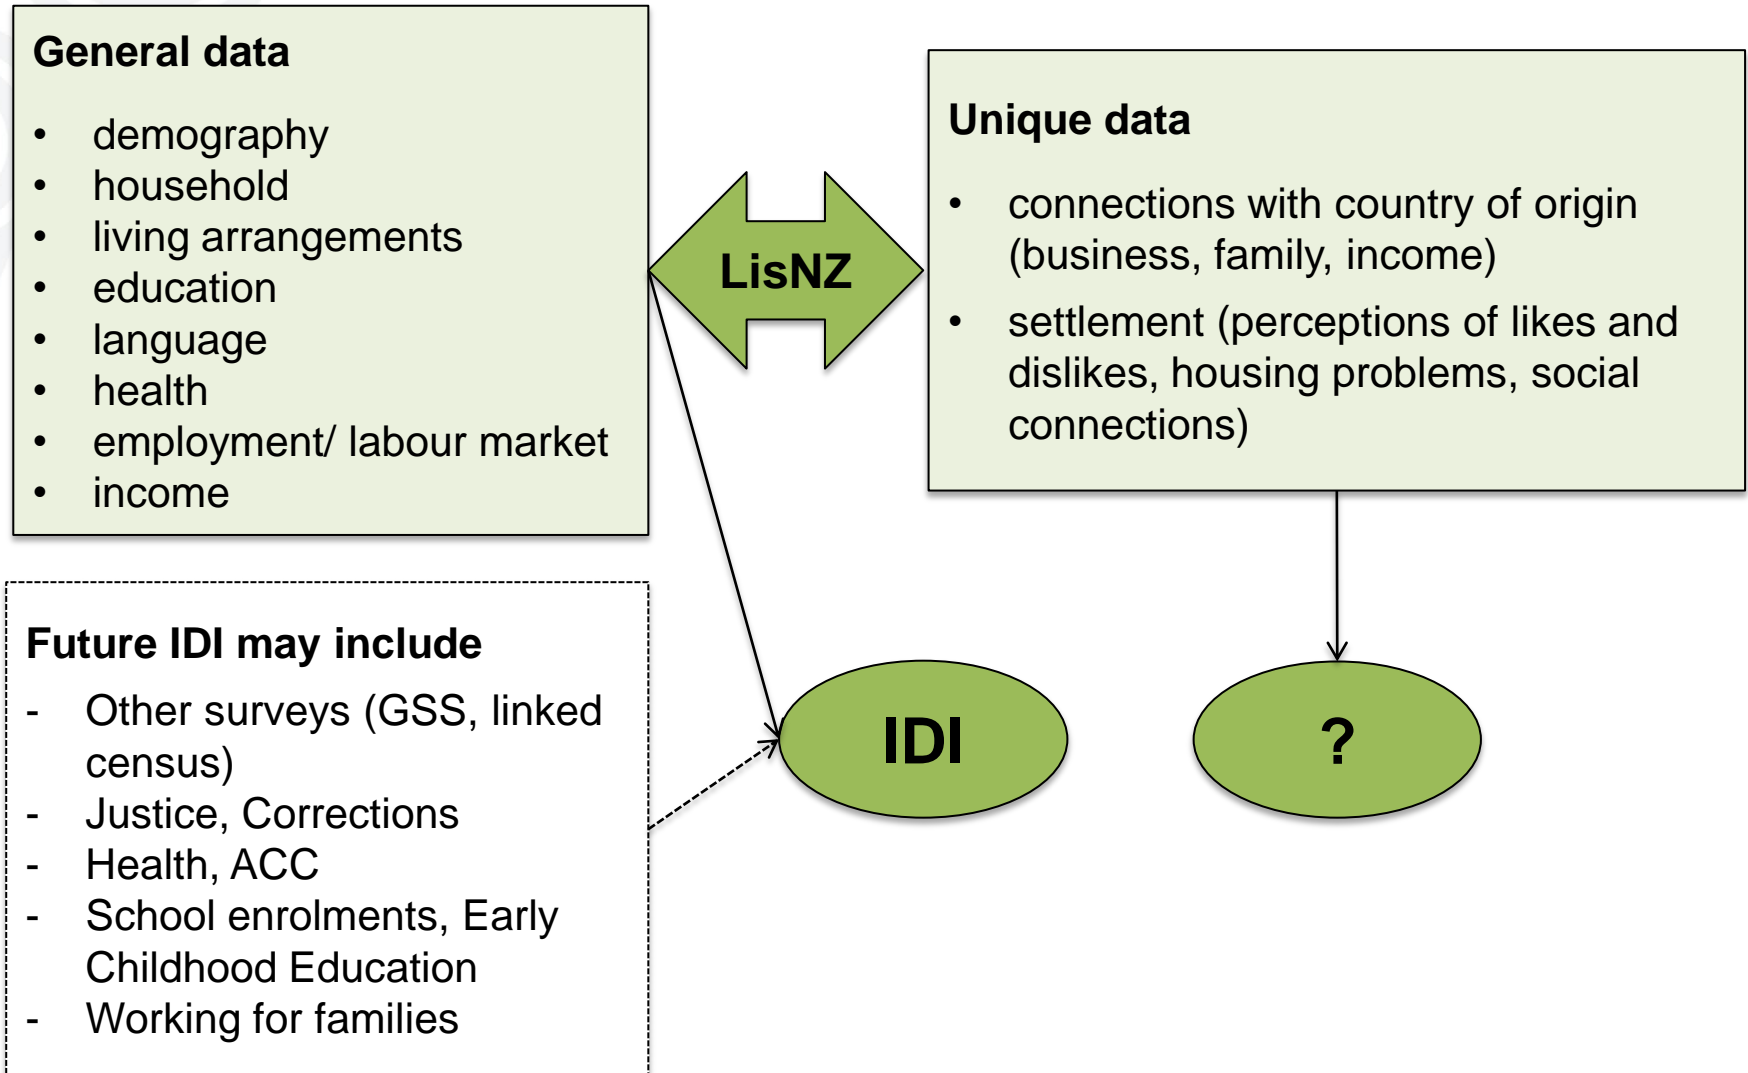 General data
• demography
• household
• living arrangements
• education
• language
• health
• employment/ labour market
• income
LisNZ
Unique data
• connections with country of origin
(business, family, income)
• settlement (perceptions of likes and
dislikes, housing problems, social
connections)
Future IDI may include
- Other surveys (GSS, linked
census)
- Justice, Corrections
- Health, ACC
- School enrolments, Early
Childhood Education
- Working for families
IDI
?